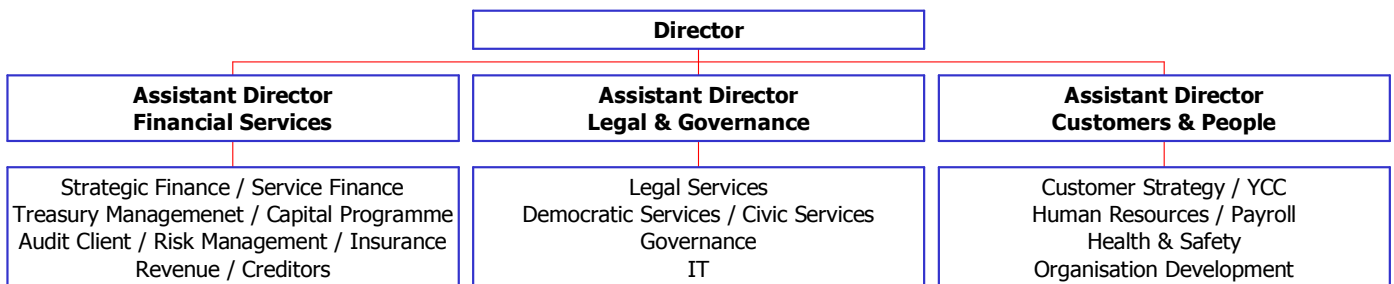 Director
Assistant Director
Financial Services
Assistant Director
Legal & Governance
Assistant Director
Customers & People
Strategic Finance / Service Finance
Treasury Managemenet / Capital Programme
Audit Client / Risk Management / Insurance
Revenue / Creditors
Legal Services
Democratic Services / Civic Services
Governance
IT
Customer Strategy / YCC
Human Resources / Payroll
Health & Safety
Organisation Development